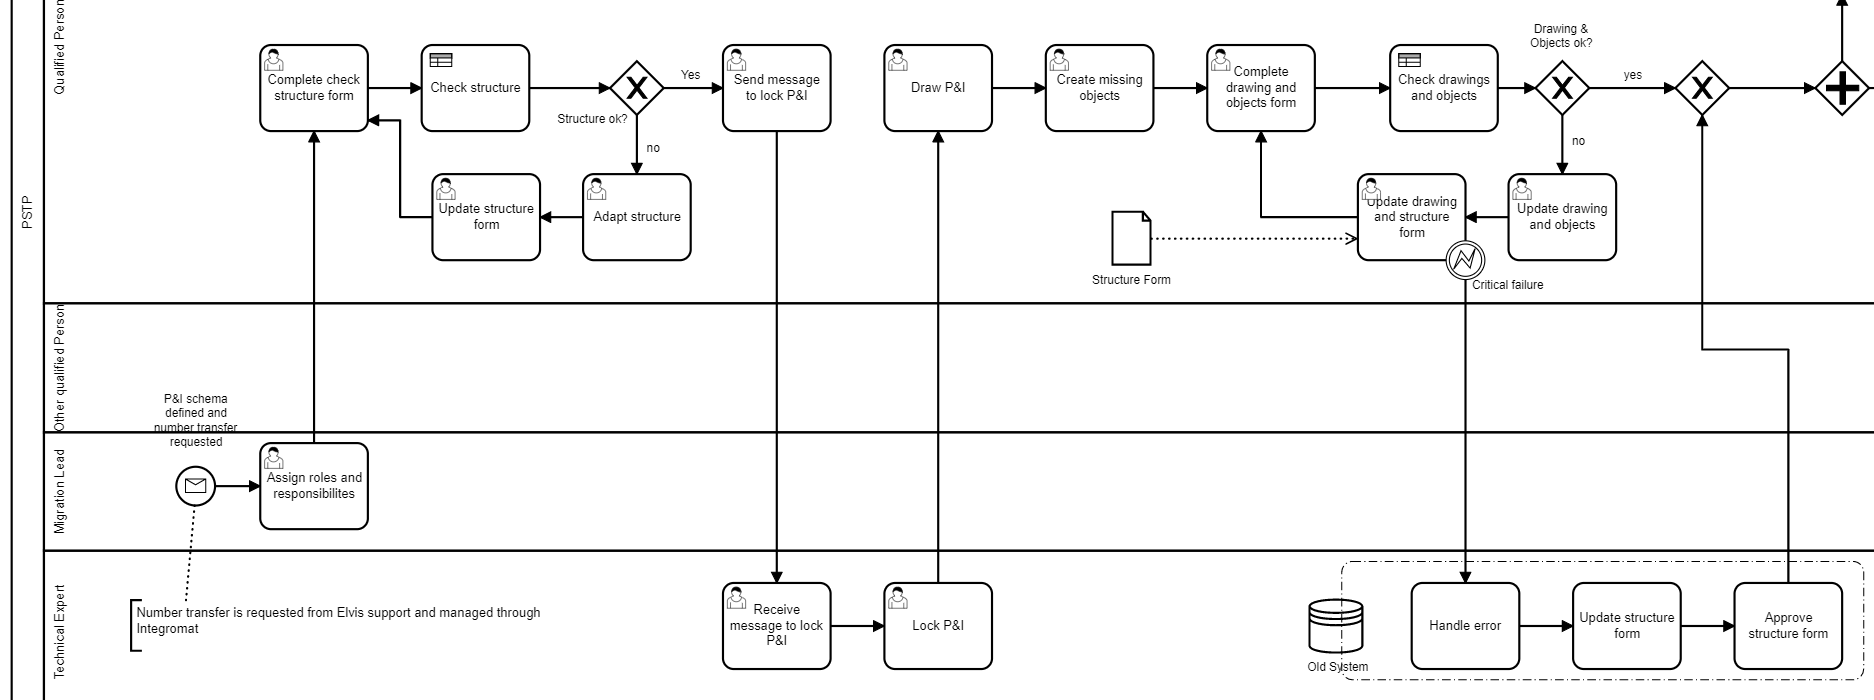 PSTP
Qualified Person
Complete check
structure form
Check structure
Structure ok?
Yes
no
Send message
to lock P&I
Update structure
form
Adapt structure
Draw P&I
Create missing
objects
Complete
drawing and
objects form
Check drawings
and objects
Drawing &
Objects ok?
yes
no
Update drawing
and structure
form
Update drawing
and objects
Structure Form
Critical failure
Other qualified Person
Migration Lead
P&I schema
defined and
number transfer
requested
Assign roles and
responsibilites
Technical Expert
Number transfer is requested from Elvis support and managed through
Integromat
Receive
message to lock
P&I
Lock P&I
Old System
Handle error
Update structure
form
Approve
structure form